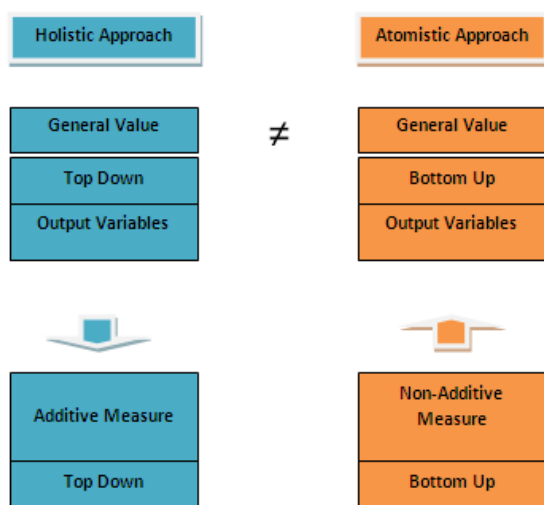 Holistic Approach
Atomistic Approach
General Value
≠
General Value
Top Down
Bottom Up
Output Variables
Output Variables
Additive Measure
Non-Additive
Measure
Top Down
Bottom Up